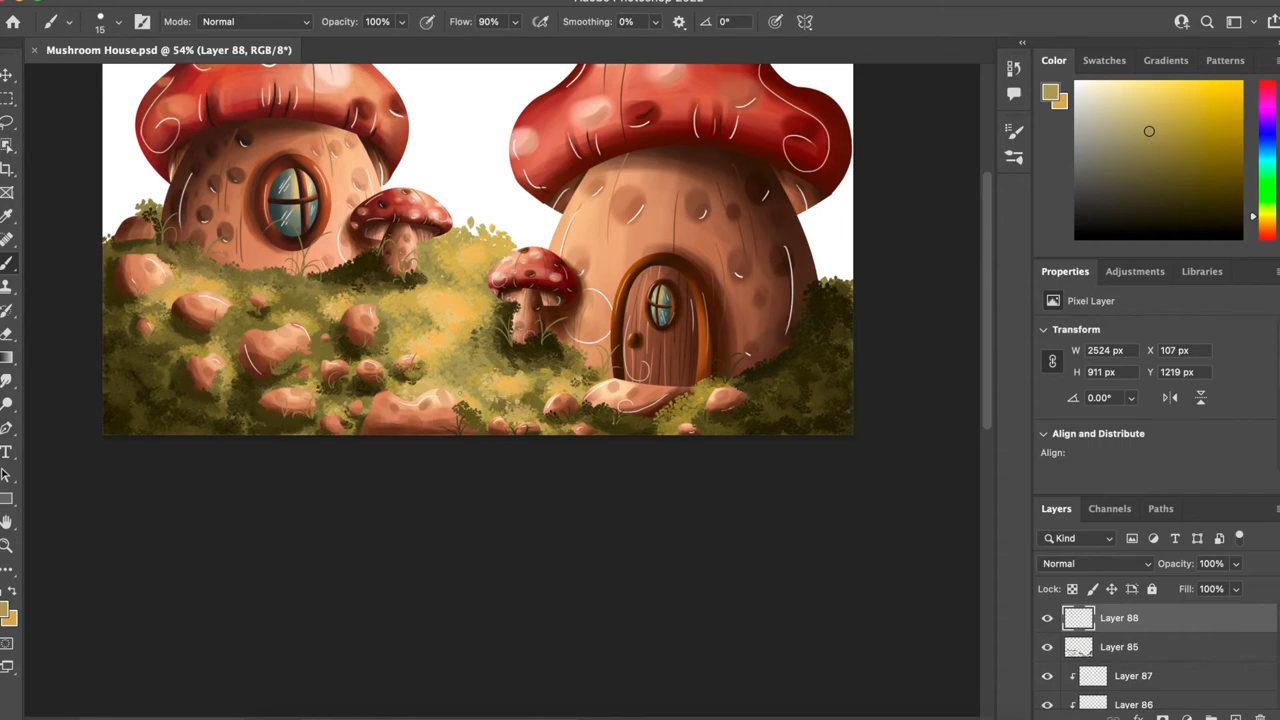 15 Mode: Normal Opacity: 100% Flow: 90% Smoothing: 0% 0°
Mushroom House.psd @ 54% (Layer 88, RGB/8*)
Color Swatches Gradients Patterns
Properties Adjustments Libraries
Pixel Layer
Transform
W 2524 px X 107 px
H 911 px Y 1219 px
0.00°
Align and Distribute
Align:
Layers Channels Paths
Kind
Normal Opacity: 100%
Lock: Fill: 100%
Layer 88
Layer 85
Layer 87
Layer 86